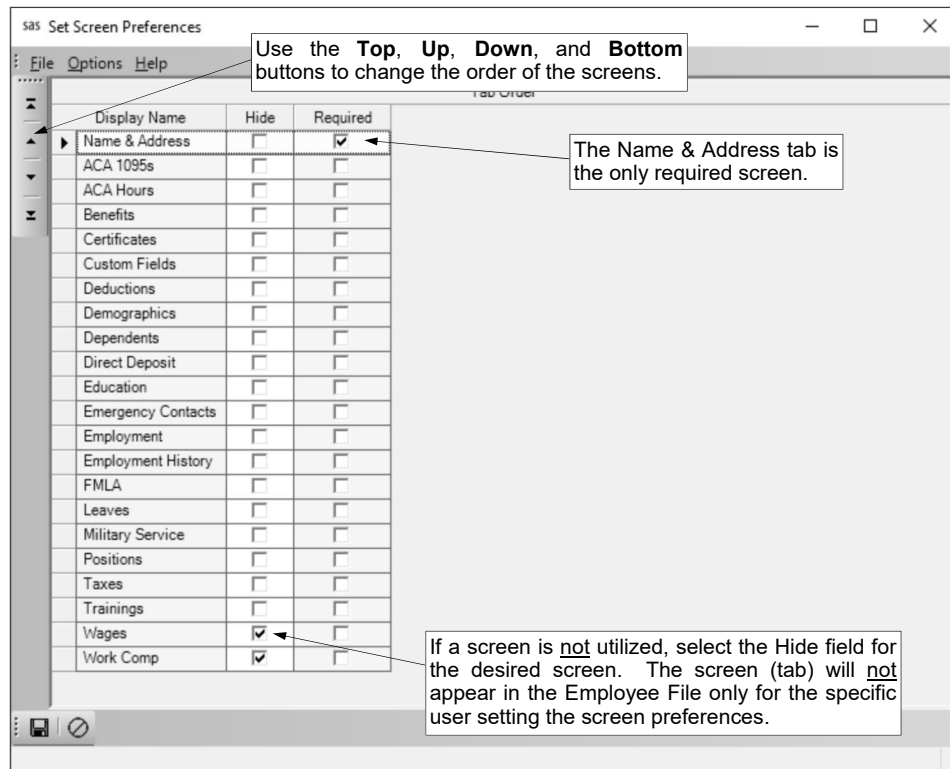 sas Set Screen Preferences
File Options Help
Use the Top, Up, Down, and Bottom
buttons to change the order of the screens.
Tab Order
Display Name Hide Required
Name & Address
ACA 1095s
ACA Hours
Benefits
Certificates
Custom Fields
Deductions
Demographics
Dependents
Direct Deposit
Education
Emergency Contacts
Employment
Employment History
FMLA
Leaves
Military Service
Positions
Taxes
Trainings
Wages
Work Comp
The Name & Address tab is
the only required screen.
If a screen is not utilized, select the Hide field for
the desired screen. The screen (tab) will not
appear in the Employee File only for the specific
user setting the screen preferences.